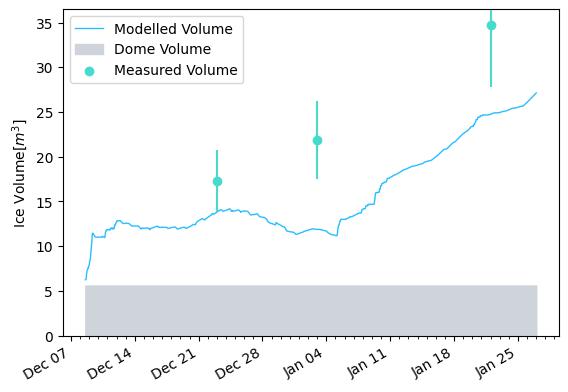 Modelled Volume
Dome Volume
Measured Volume
Ice Volume[m³]
35
30
25
20
15
10
5
0
Dec 07
Dec 14
Dec 21
Dec 28
Jan 04
Jan 11
Jan 18
Jan 25